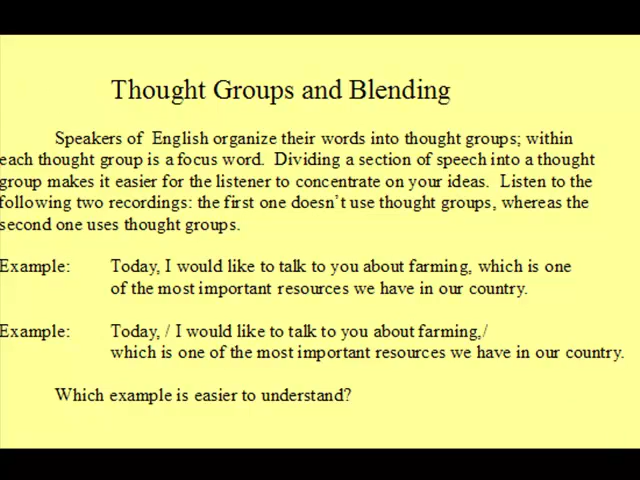 Thought Groups and Blending
Speakers of English organize their words into thought groups; within
each thought group is a focus word. Dividing a section of speech into a thought
group makes it easier for the listener to concentrate on your ideas. Listen to the
following two recordings: the first one doesn't use thought groups, whereas the
second one uses thought groups.
Example: Today, I would like to talk to you about farming, which is one
of the most important resources we have in our country.
Example: Today, / I would like to talk to you about farming,/
which is one of the most important resources we have in our country.
Which example is easier to understand?